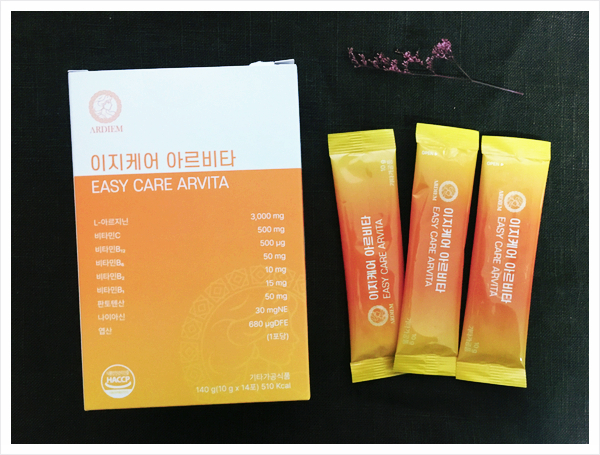 ARDIEM
이지케어 아르비타
EASY CARE ARVITA
L-아르지닌 3,000 mg
비타민C 500 mg
비타민B₁₂ 500 μg
비타민B₆ 50 mg
비타민B₂ 10 mg
비타민B₁ 15 mg
판토텐산 50 mg
나이아신 30 mgNE
엽산 680 μgDFE
(1포당)
HACCP
기타가공식품
140 g(10 g x 14포) 510 Kcal
이지케어 아르비타
EASY CARE ARVITA
ARDIEM
ARDIEM
이지케어 아르비타
EASY CARE ARVITA
ARDIEM
이지케어 아르비타
EASY CARE ARVITA